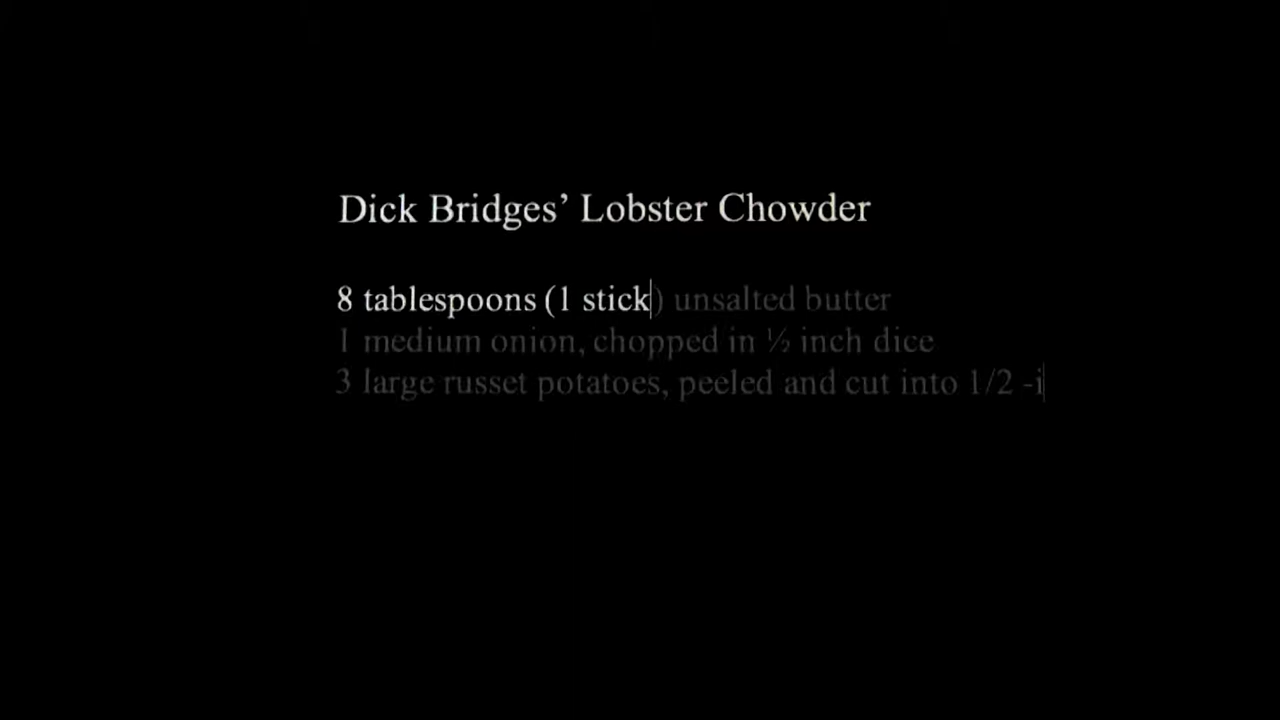 Dick Bridges’ Lobster Chowder
8 tablespoons (1 stick) unsalted butter
1 medium onion, chopped in ½ inch dice
3 large russet potatoes, peeled and cut into 1/2 -i